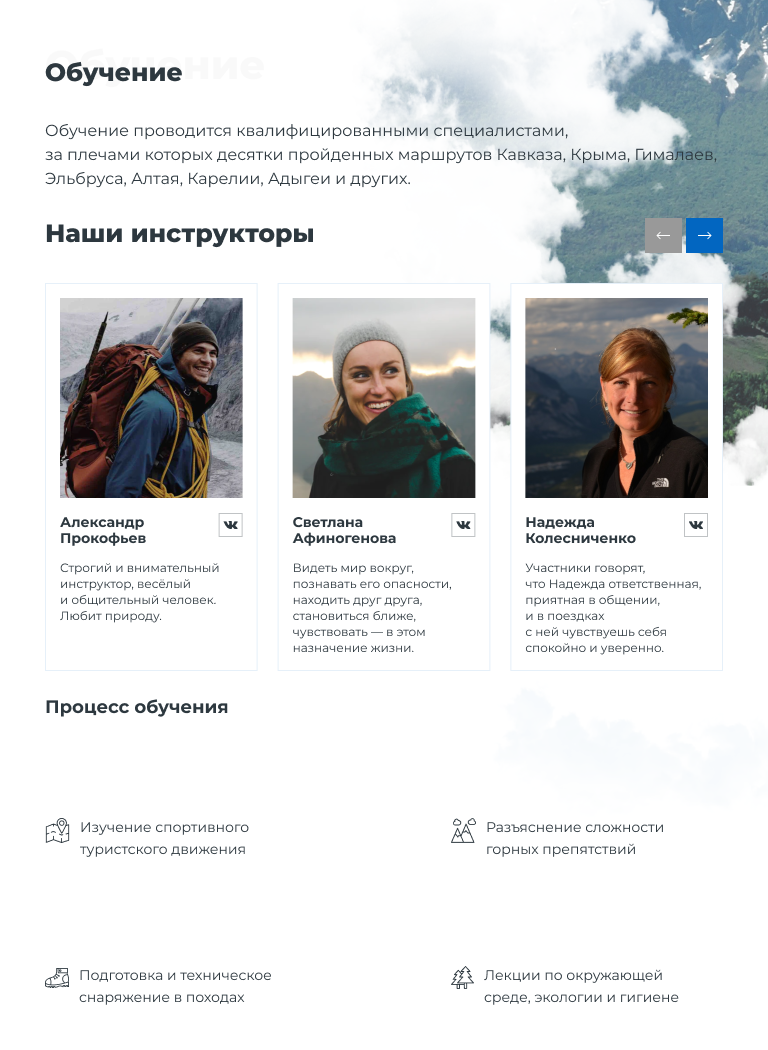 Обучение
Обучение
Обучение проводится квалифицированными специалистами,
за плечами которых десятки пройденных маршрутов Кавказа, Крыма, Гималаев,
Эльбруса, Алтая, Карелии, Адыгеи и других.
Наши инструкторы
Александр
Прокофьев
Строгий и внимательный
инструктор, весёлый
и общительный человек.
Любит природу.
Светлана
Афиногенова
Видеть мир вокруг,
познавать его опасности,
находить друг друга,
становиться ближе,
чувствовать — в этом
назначение жизни.
THE NORTH FACE
Надежда
Колесниченко
Участники говорят,
что Надежда ответственная,
приятная в общении,
и в поездках
с ней чувствуешь себя
спокойно и уверенно.
Процесс обучения
Изучение спортивного
туристского движения
Разъяснение сложности
горных препятствий
Подготовка и техническое
снаряжение в походах
Лекции по окружающей
среде, экологии и гигиене